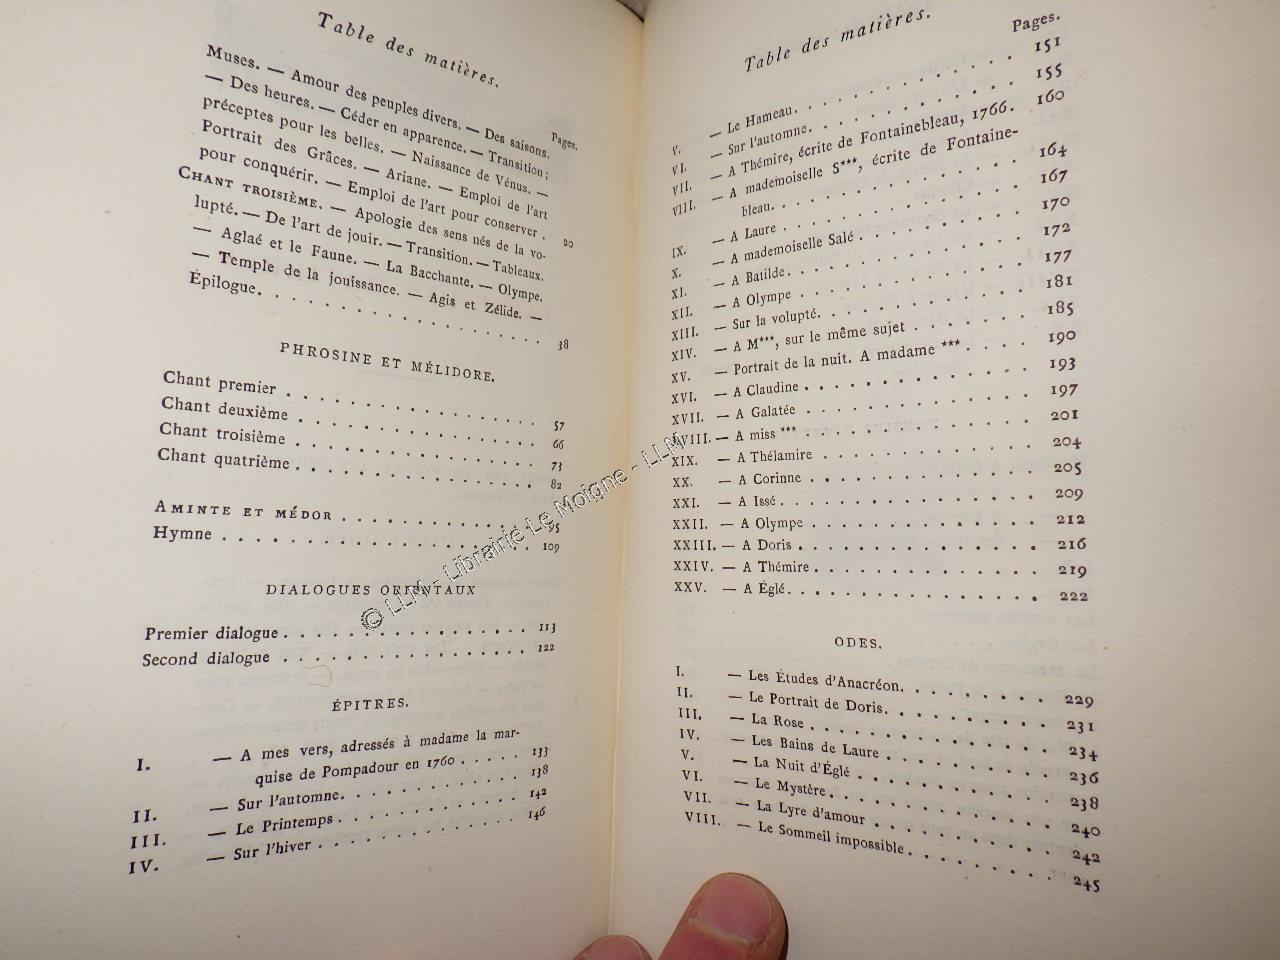 Table des matières.
Pages.
Muses. — Amour des peuples divers. — Des saisons.
— Des heures. — Céder en apparence. — Transition;
préceptes pour les belles. — Naissance de Vénus. —
Portrait des Grâces. — Ariane. — Emploi de l'art
pour conquérir. — Emploi de l'art pour conserver . 20
CHANT TROISIÈME. — Apologie des sens nés de la vo-
lupté. — De l'art de jouir. — Transition. — Tableaux.
— Aglaé et le Faune. — La Bacchante. — Olympe.
— Temple de la jouissance. — Agis et Zélide. —
Épilogue. . . . . . . . . . . . . . . . 38
PHROSINE ET MÉLIDORE.
Chant premier . . . . . . . . . . . . . 57
Chant deuxième . . . . . . . . . . . . . 66
Chant troisième . . . . . . . . . . . . . 73
Chant quatrième . . . . . . . . . . . . . 82
AMINTE ET MÉDOR . . . . . . . . . . . 95
Hymne . . . . . . . . . . . . . . . . 109
DIALOGUES ORIENTAUX
Premier dialogue . . . . . . . . . . . . . 113
Second dialogue . . . . . . . . . . . . . 122
ÉPITRES.
I. — A mes vers, adressés à madame la mar-
quise de Pompadour en 1760 . . . . . 133
II. — Sur l'automne. . . . . . . . . . . 138
III. — Le Printemps . . . . . . . . . . . 142
IV. — Sur l'hiver . . . . . . . . . . . . 146
Table des matières.
Pages.
V. — Le Hameau. . . . . . . . . . . . 151
VI. — Sur l'automne. . . . . . . . . . . 155
VII. — A Thémire, écrite de Fontainebleau, 1766. 160
VIII. — A mademoiselle S***, écrite de Fontaine-
bleau. . . . . . . . . . . . . . 164
IX. — A Laure . . . . . . . . . . . . . 167
X. — A mademoiselle Salé . . . . . . . . 170
XI. — A Batilde. . . . . . . . . . . . . 172
XII. — A Olympe . . . . . . . . . . . . 177
XIII. — Sur la volupté. . . . . . . . . . . 181
XIV. — A M***, sur le même sujet . . . . . . 185
XV. — Portrait de la nuit. A madame *** . . . . 190
XVI. — A Claudine . . . . . . . . . . . . 193
XVII. — A Galatée . . . . . . . . . . . . 197
XVIII. — A miss *** . . . . . . . . . . . . 201
XIX. — A Thélamire . . . . . . . . . . . 204
XX. — A Corinne . . . . . . . . . . . . 205
XXI. — A Issé . . . . . . . . . . . . . . 209
XXII. — A Olympe . . . . . . . . . . . . 212
XXIII. — A Doris . . . . . . . . . . . . . 216
XXIV. — A Thémire . . . . . . . . . . . . 219
XXV. — A Églé. . . . . . . . . . . . . . 222
ODES.
I. — Les Études d'Anacréon. . . . . . . . . 229
II. — Le Portrait de Doris. . . . . . . . . . 231
III. — La Rose . . . . . . . . . . . . . 234
IV. — Les Bains de Laure . . . . . . . . . 236
V. — La Nuit d'Églé . . . . . . . . . . . 238
VI. — Le Mystère. . . . . . . . . . . . . 240
VII. — La Lyre d'amour . . . . . . . . . . 242
VIII. — Le Sommeil impossible. . . . . . . . . 245
© LLM - Librairie Le Moigne - LLM